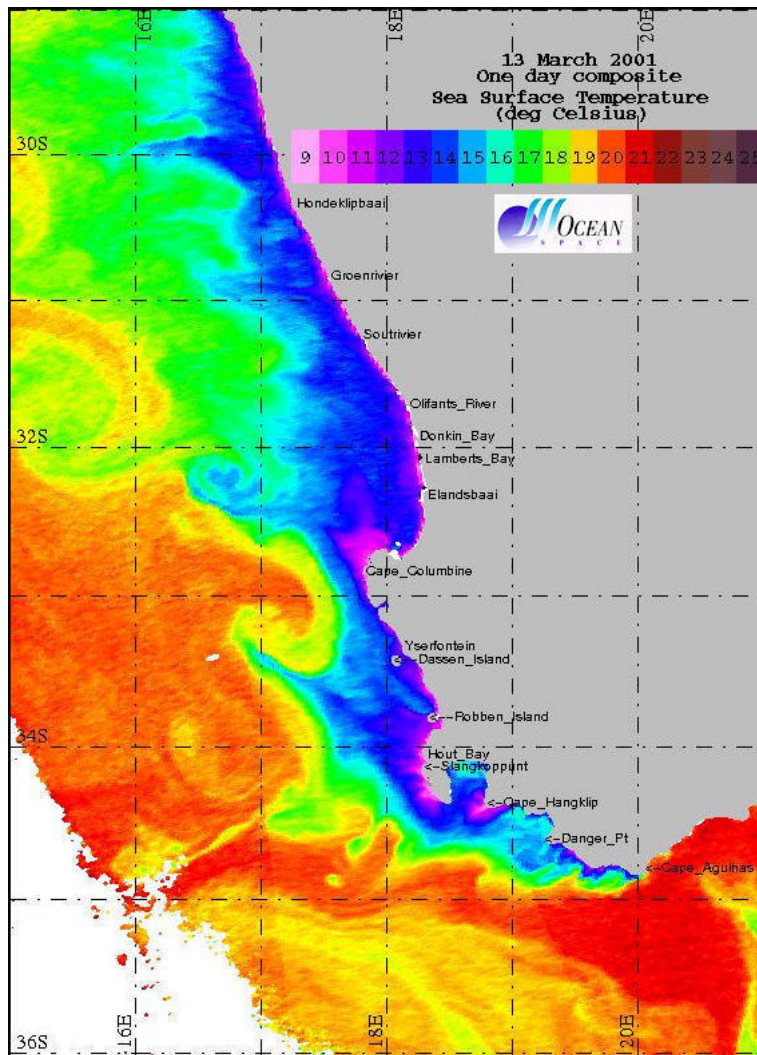 16E
18E
20E
13 March 2001
One day composite
Sea Surface Temperature
(deg Celsius)
30S
9 10 11 12 13 14 15 16 17 18 19 20 21 22 23 24 25
Hondeklipbaai
OCEAN
SPACE
Groenrivier
Soutrivier
Olifants_River
32S
Donkin_Bay
Lamberts_Bay
Elandsbaai
Cape_Columbine
Yserfontein
<-Dassen_Island
<-Robben_Island
34S
Hout_Bay
<-Slangkoppunt
<-Cape_Hangklip
<-Danger_Pt
<-Cape_Agulhas
36S
16E
18E
20E